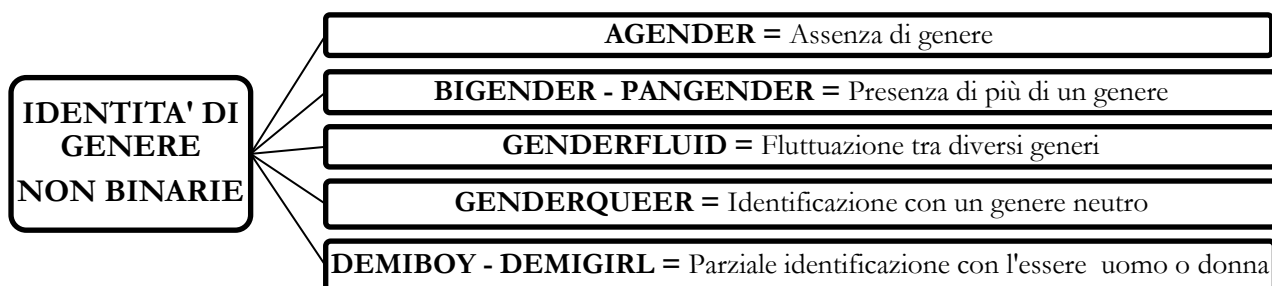 IDENTITA' DI
GENERE
NON BINARIE
AGENDER = Assenza di genere
BIGENDER - PANGENDER = Presenza di più di un genere
GENDERFLUID = Fluttuazione tra diversi generi
GENDERQUEER = Identificazione con un genere neutro
DEMIBOY - DEMIGIRL = Parziale identificazione con l'essere uomo o donna